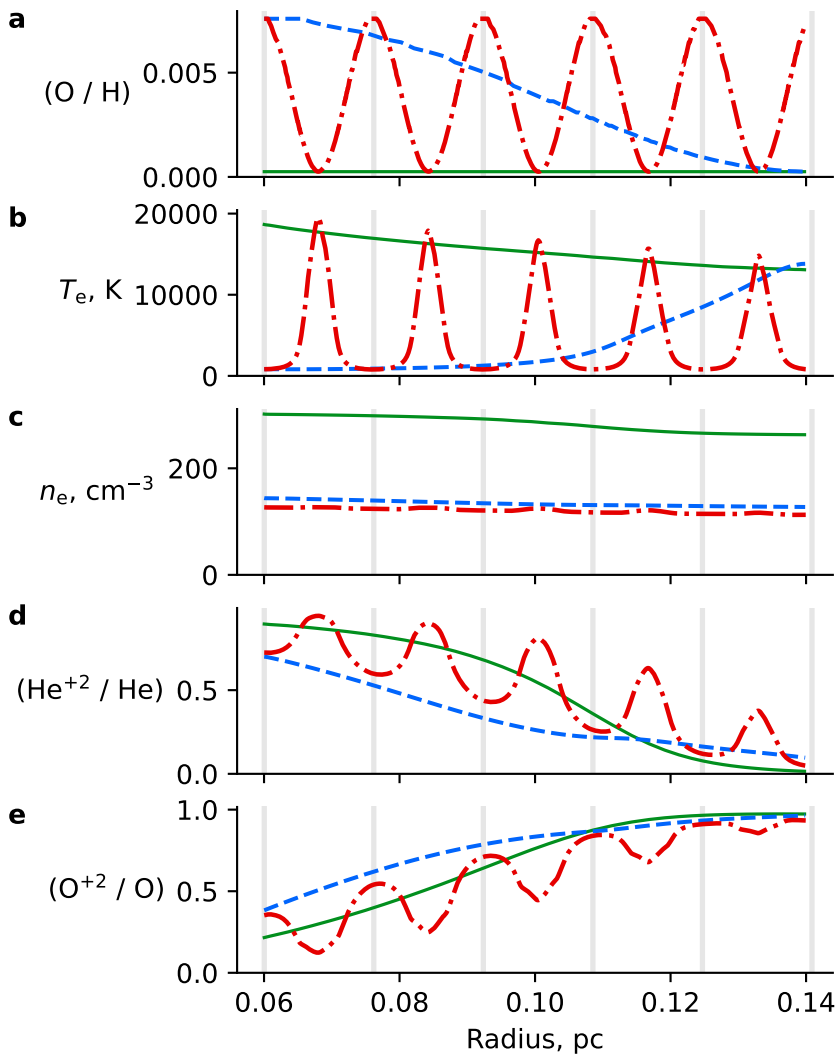 a
0.005
(O / H)
0.000
b
20000
Tₑ, K
10000
0
c
200
nₑ, cm⁻³
0
d
(He⁺² / He)
0.5
0.0
e
1.0
(O⁺² / O)
0.5
0.0
0.06 0.08 0.10 0.12 0.14
Radius, pc